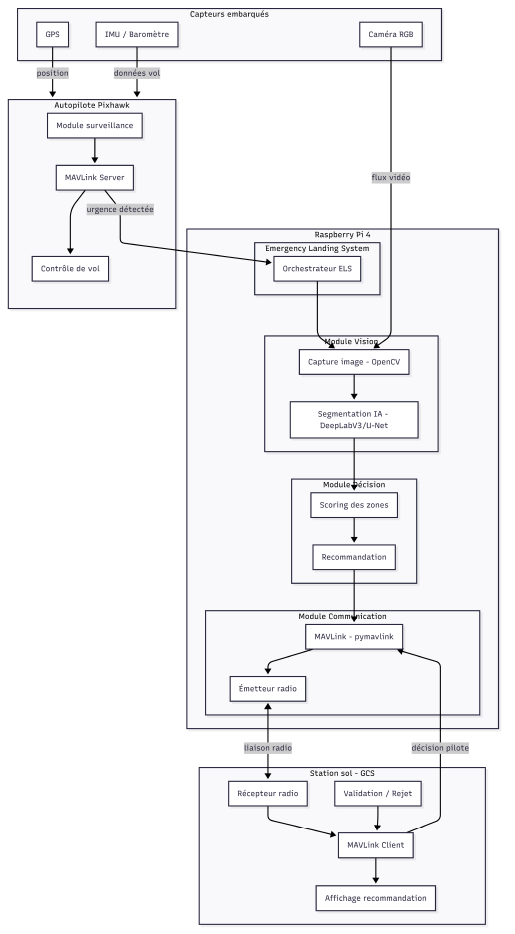 Capteurs embarqués
GPS
IMU / Baromètre
Caméra RGB
position
données vol
Autopilote Pixhawk
Module surveillance
MAVLink Server
flux vidéo
urgence détectée
Raspberry Pi 4
Emergency Landing System
Contrôle de vol
Orchestrateur ELS
Module Vision
Capture image - OpenCV
Segmentation IA -
DeepLabV3/U-Net
Module Décision
Scoring des zones
Recommandation
Module Communication
MAVLink - pymavlink
Émetteur radio
liaison radio
décision pilote
Station sol - GCS
Récepteur radio
Validation / Rejet
MAVLink Client
Affichage recommandation